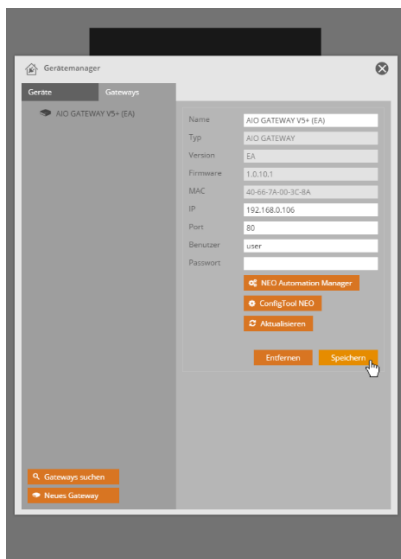 Gerätemanager
Geräte Gateways
AIO GATEWAY V5+ (EA)
Name AIO GATEWAY V5+ (EA)
Typ AIO GATEWAY
Version EA
Firmware 1.0.10.1
MAC 40-66-7A-00-3C-8A
IP 192.168.0.106
Port 80
Benutzer user
Passwort
NEO Automation Manager
ConfigTool NEO
Aktualisieren
Entfernen Speichern
Gateways suchen
Neues Gateway